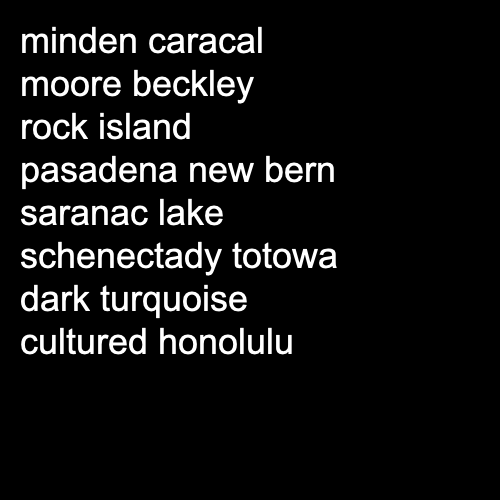 minden caracal
moore beckley
rock island
pasadena new bern
saranac lake
schenectady totowa
dark turquoise
cultured honolulu